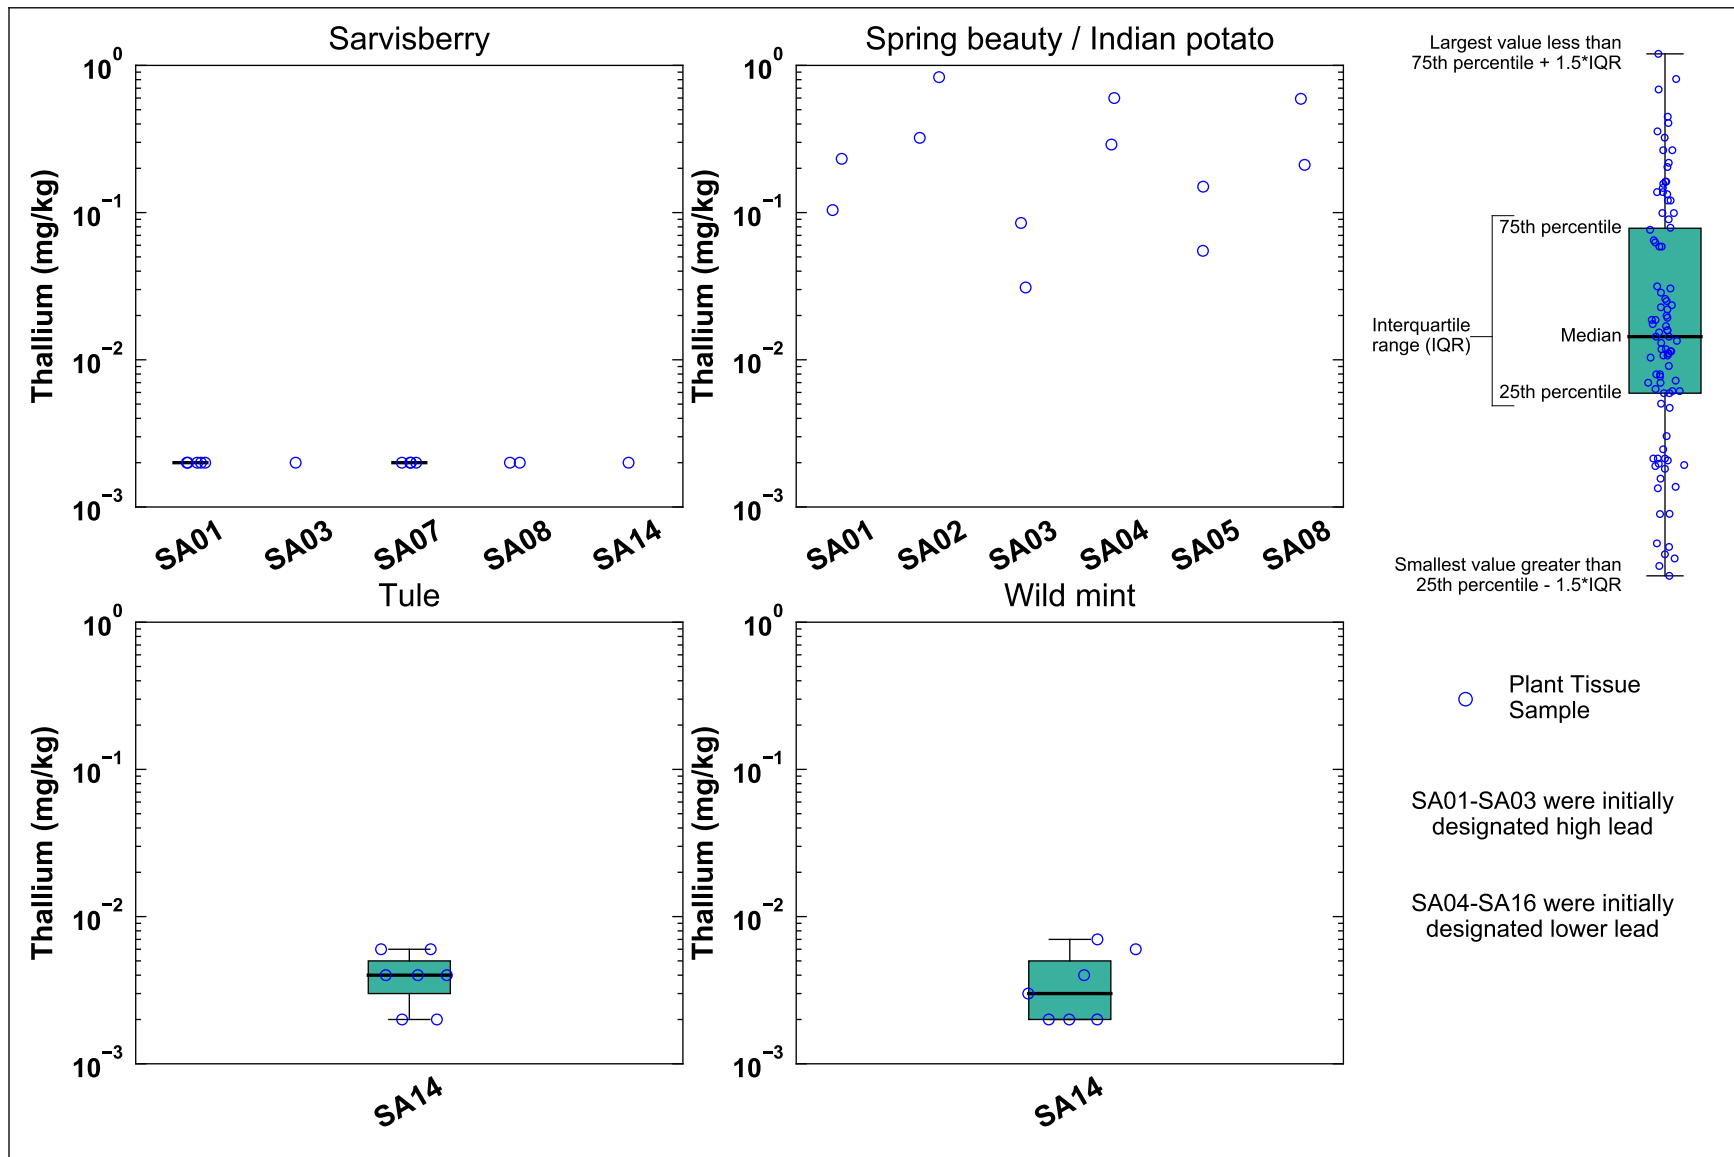 Sarvisberry
10^0
10^−1
10^−2
10^−3
Thallium (mg/kg)
SA01
SA03
SA07
SA08
SA14
Spring beauty / Indian potato
10^0
10^−1
10^−2
10^−3
Thallium (mg/kg)
SA01
SA02
SA03
SA04
SA05
SA08
Largest value less than
75th percentile + 1.5*IQR
75th percentile
Interquartile
range (IQR)
Median
25th percentile
Smallest value greater than
25th percentile - 1.5*IQR
Tule
10^0
10^−1
10^−2
10^−3
Thallium (mg/kg)
SA14
Wild mint
10^0
10^−1
10^−2
10^−3
Thallium (mg/kg)
SA14
Plant Tissue
Sample
SA01-SA03 were initially
designated high lead
SA04-SA16 were initially
designated lower lead